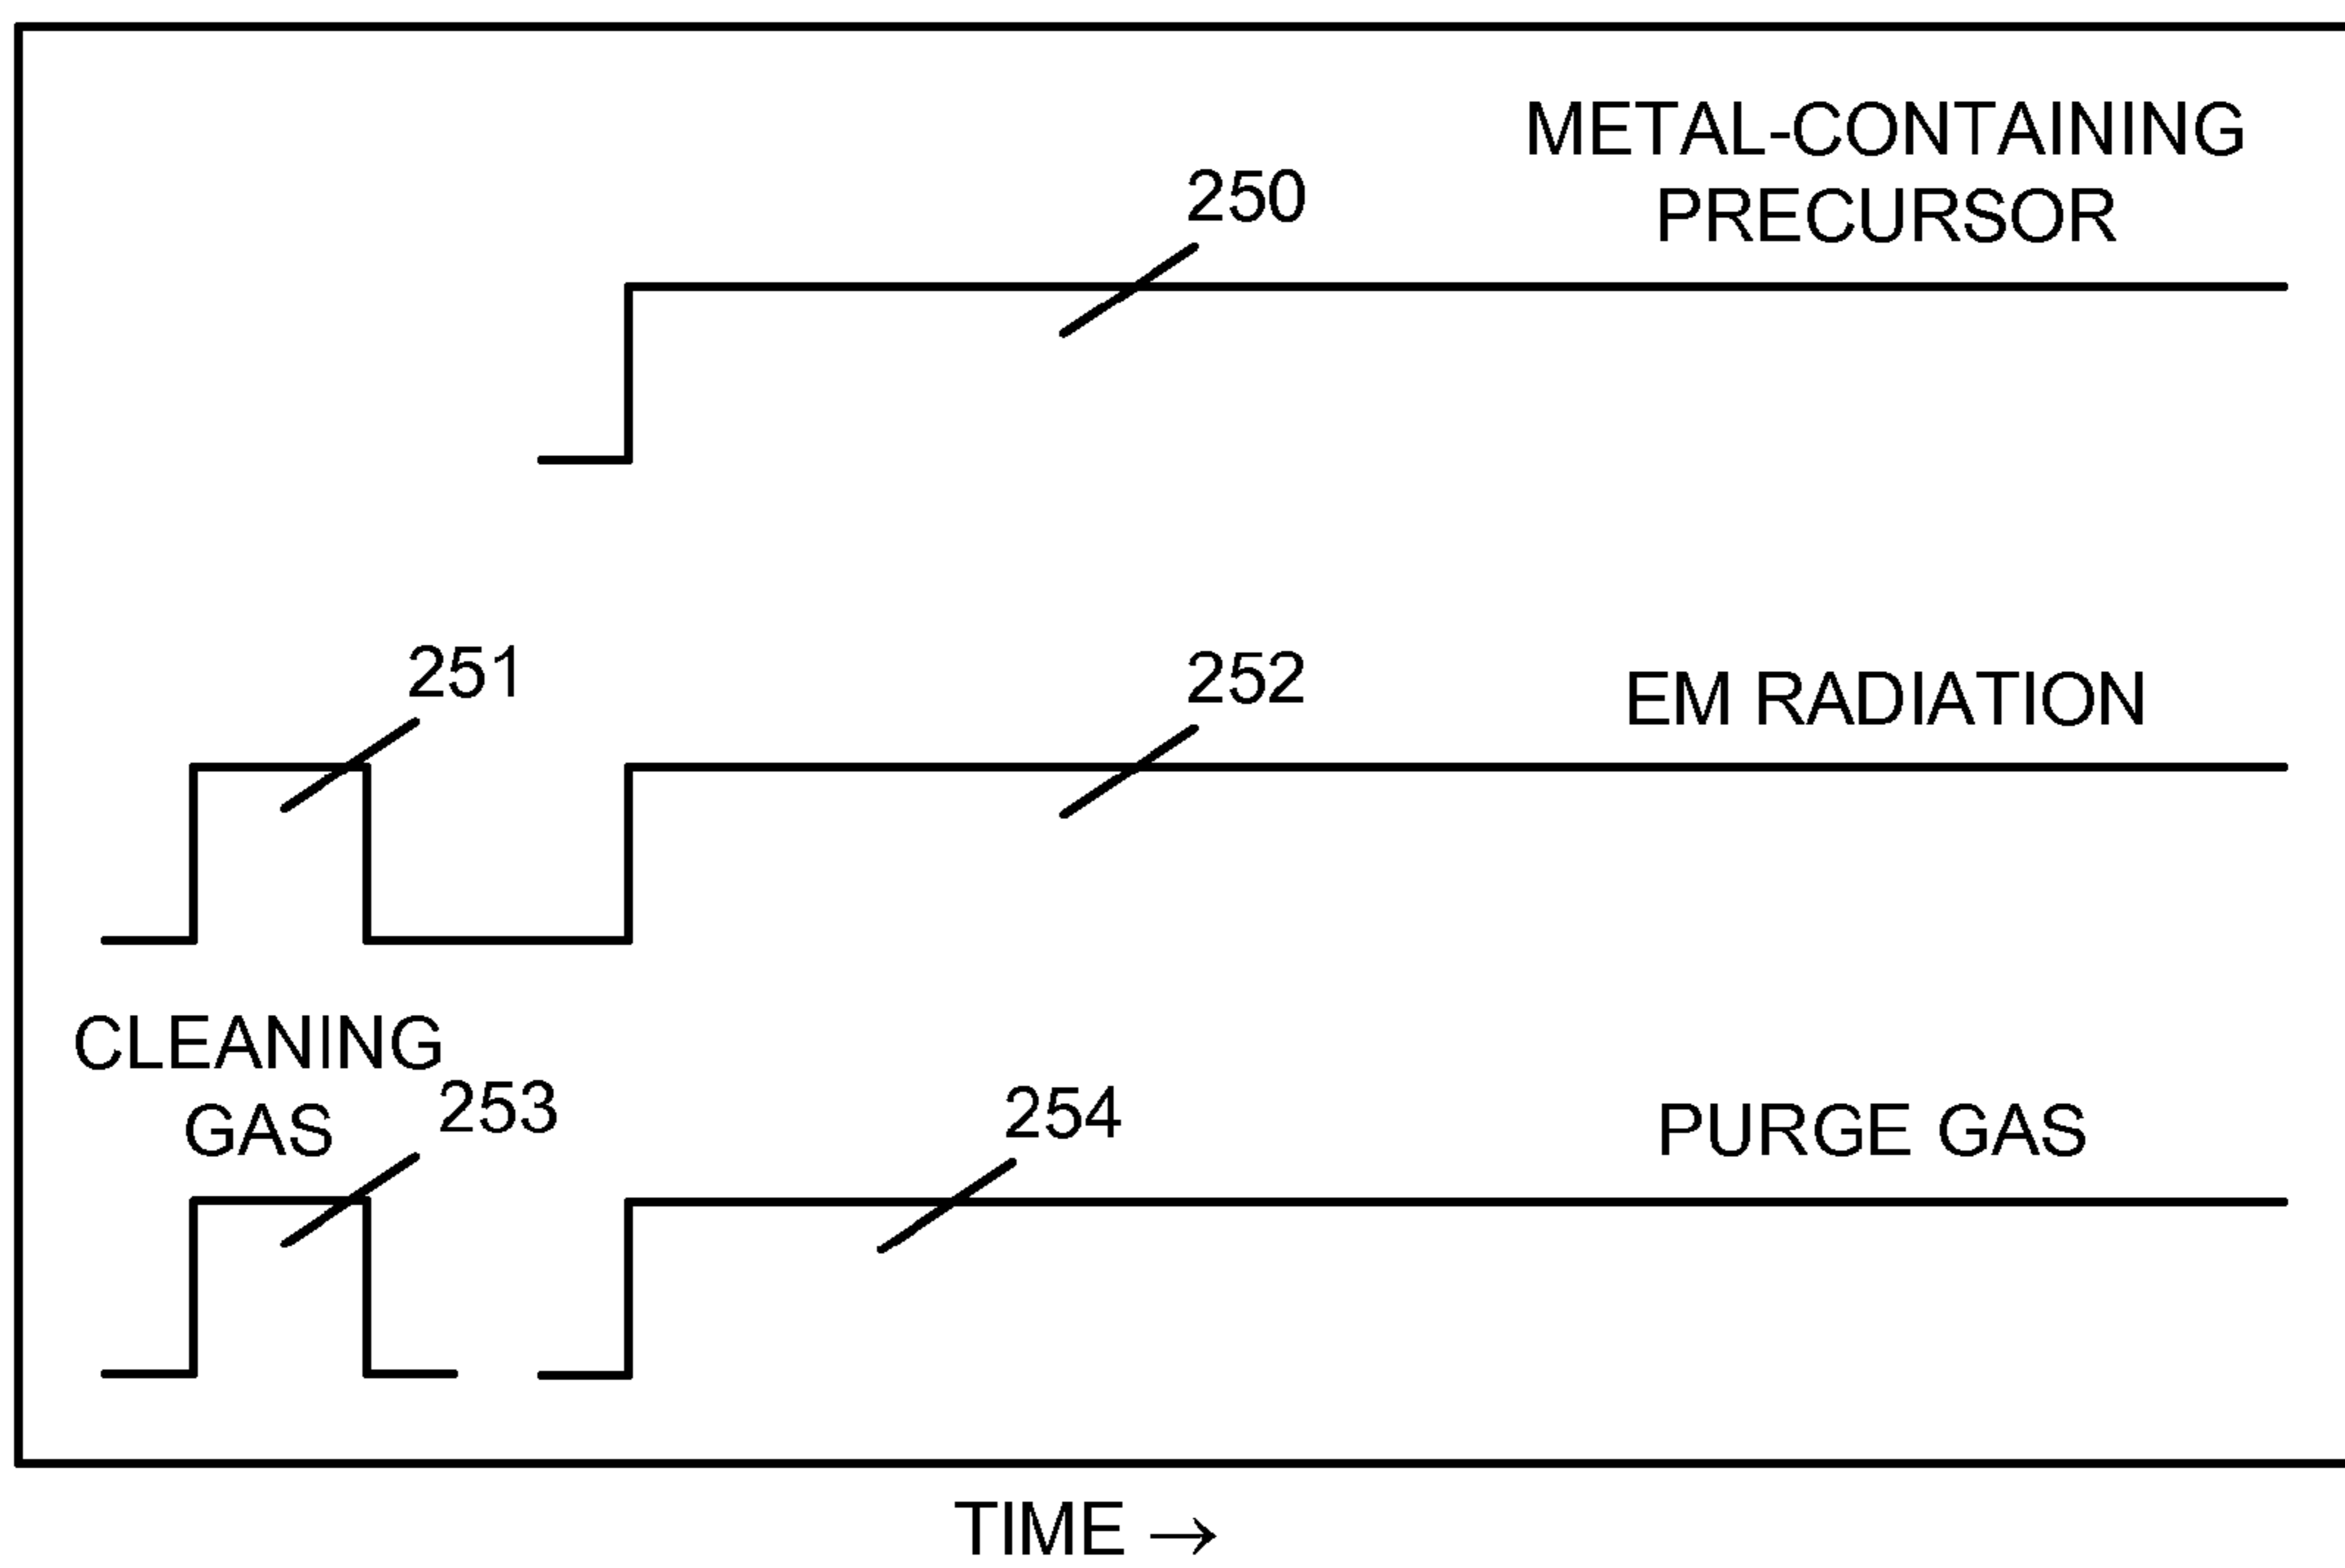 METAL-CONTAINING
PRECURSOR
250
251
252
EM RADIATION
CLEANING
GAS
253
254
PURGE GAS
TIME →